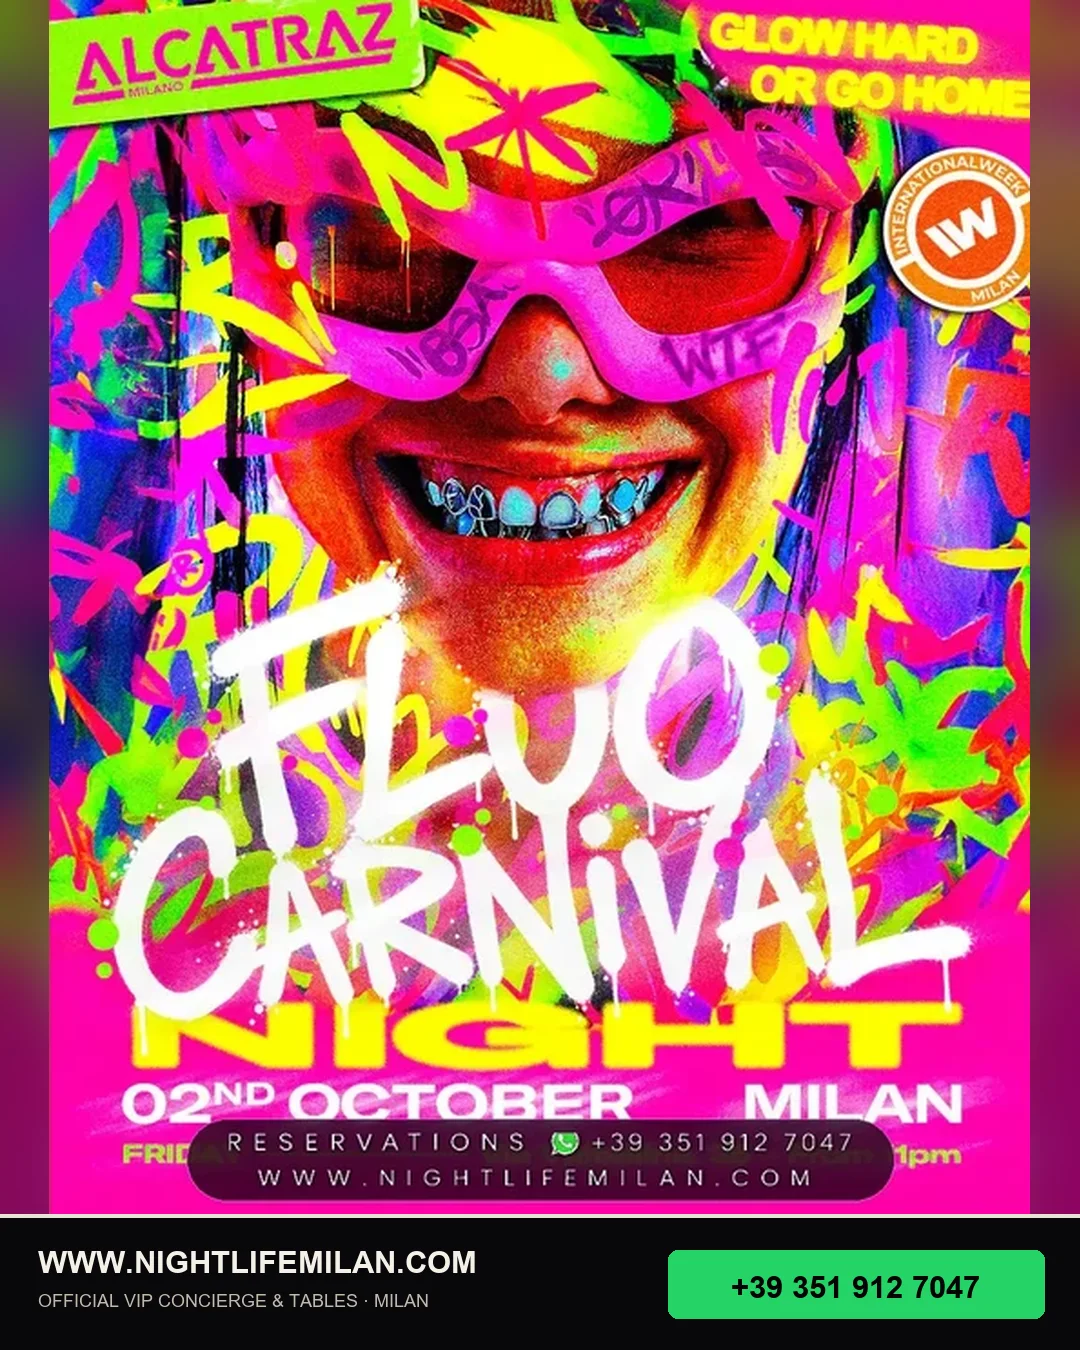 ALCATRAZ
MILANO
GLOW HARD
OR GO HOME
INTERNATIONALWEEK
IW
MILAN
WTF
FLUO
CARNiVAL
NIGHT
02ND OCTOBER MILAN
1pm
RESERVATIONS +39 351 912 7047
WWW.NIGHTLIFEMILAN.COM
WWW.NIGHTLIFEMILAN.COM
OFFICIAL VIP CONCIERGE & TABLES · MILAN
+39 351 912 7047